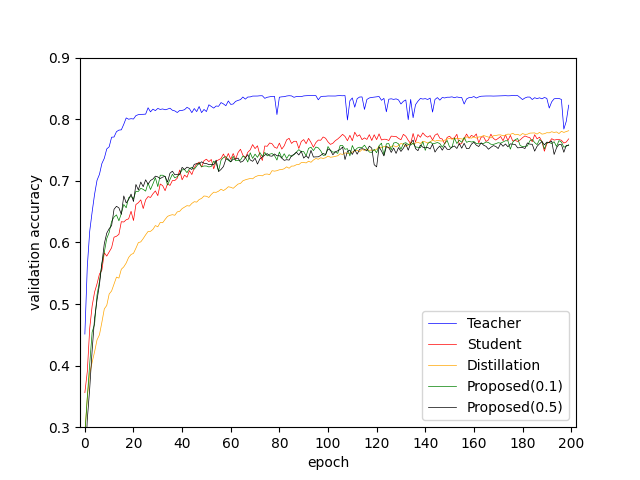 0.9
0.8
0.7
0.6
0.5
0.4
0.3
validation accuracy
Teacher
Student
Distillation
Proposed(0.1)
Proposed(0.5)
0 20 40 60 80 100 120 140 160 180 200
epoch